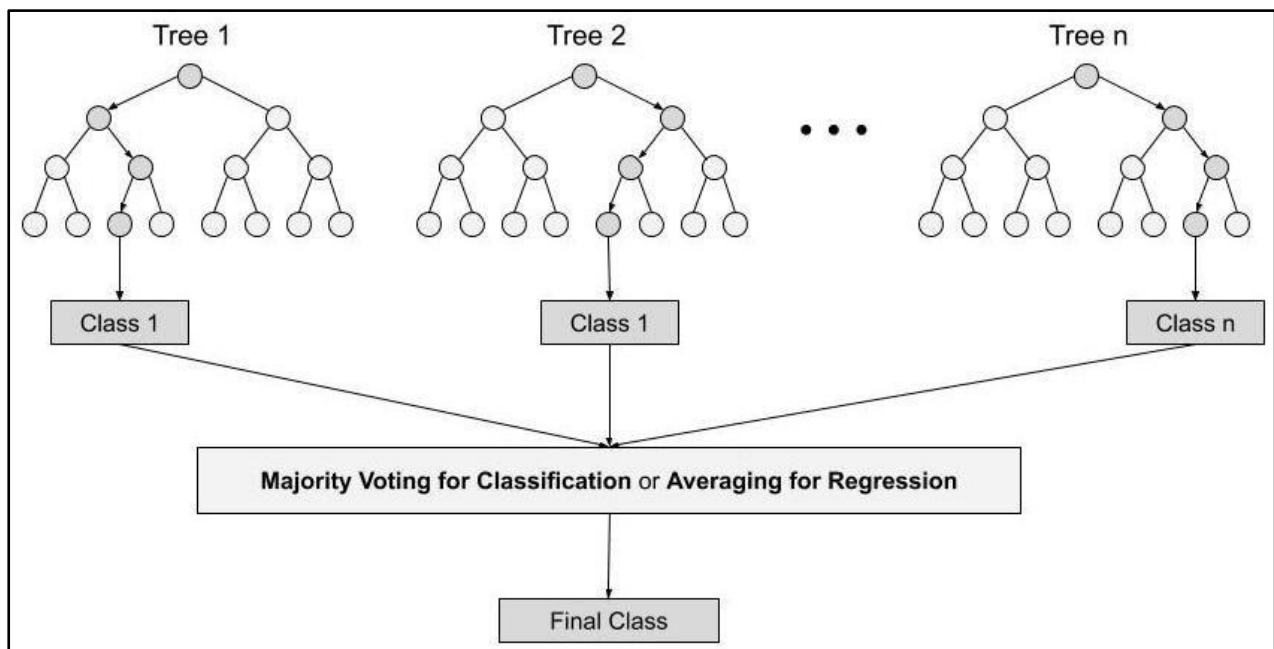 Tree 1
Tree 2
Tree n
Class 1
Class 1
Class n
Majority Voting for Classification or Averaging for Regression
Final Class